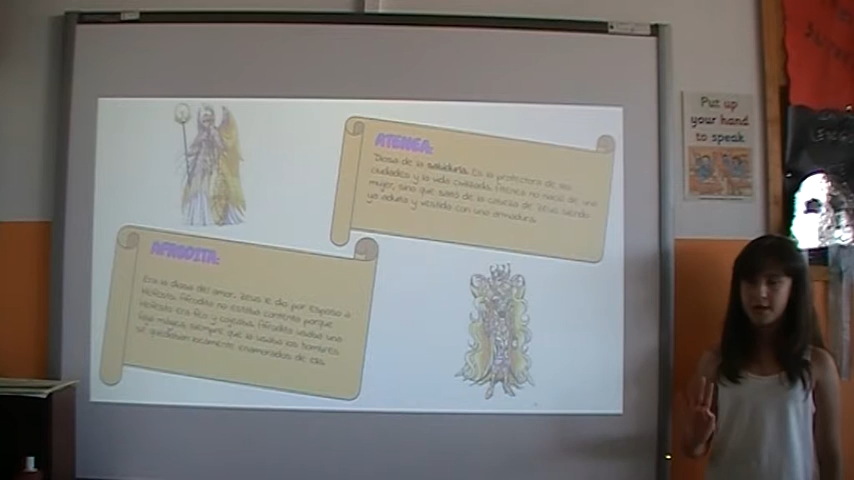 ATENEA:
Diosa de la sabiduría. Es la protectora de las
ciudades y la vida civilizada. Atenea no nació de una
mujer, sino que salió de la cabeza de Zeus siendo
ya adulta y vestida con una armadura.
AFRODITA:
Era la diosa del amor. Zeus le dio por esposo a
Hefesto. Afrodita no estaba contenta porque
Hefesto era feo y cojeaba. Afrodita usaba una
faja mágica, siempre que la usaba los hombres
se quedaban locamente enamorados de ella.
Put up
your hand
to speak